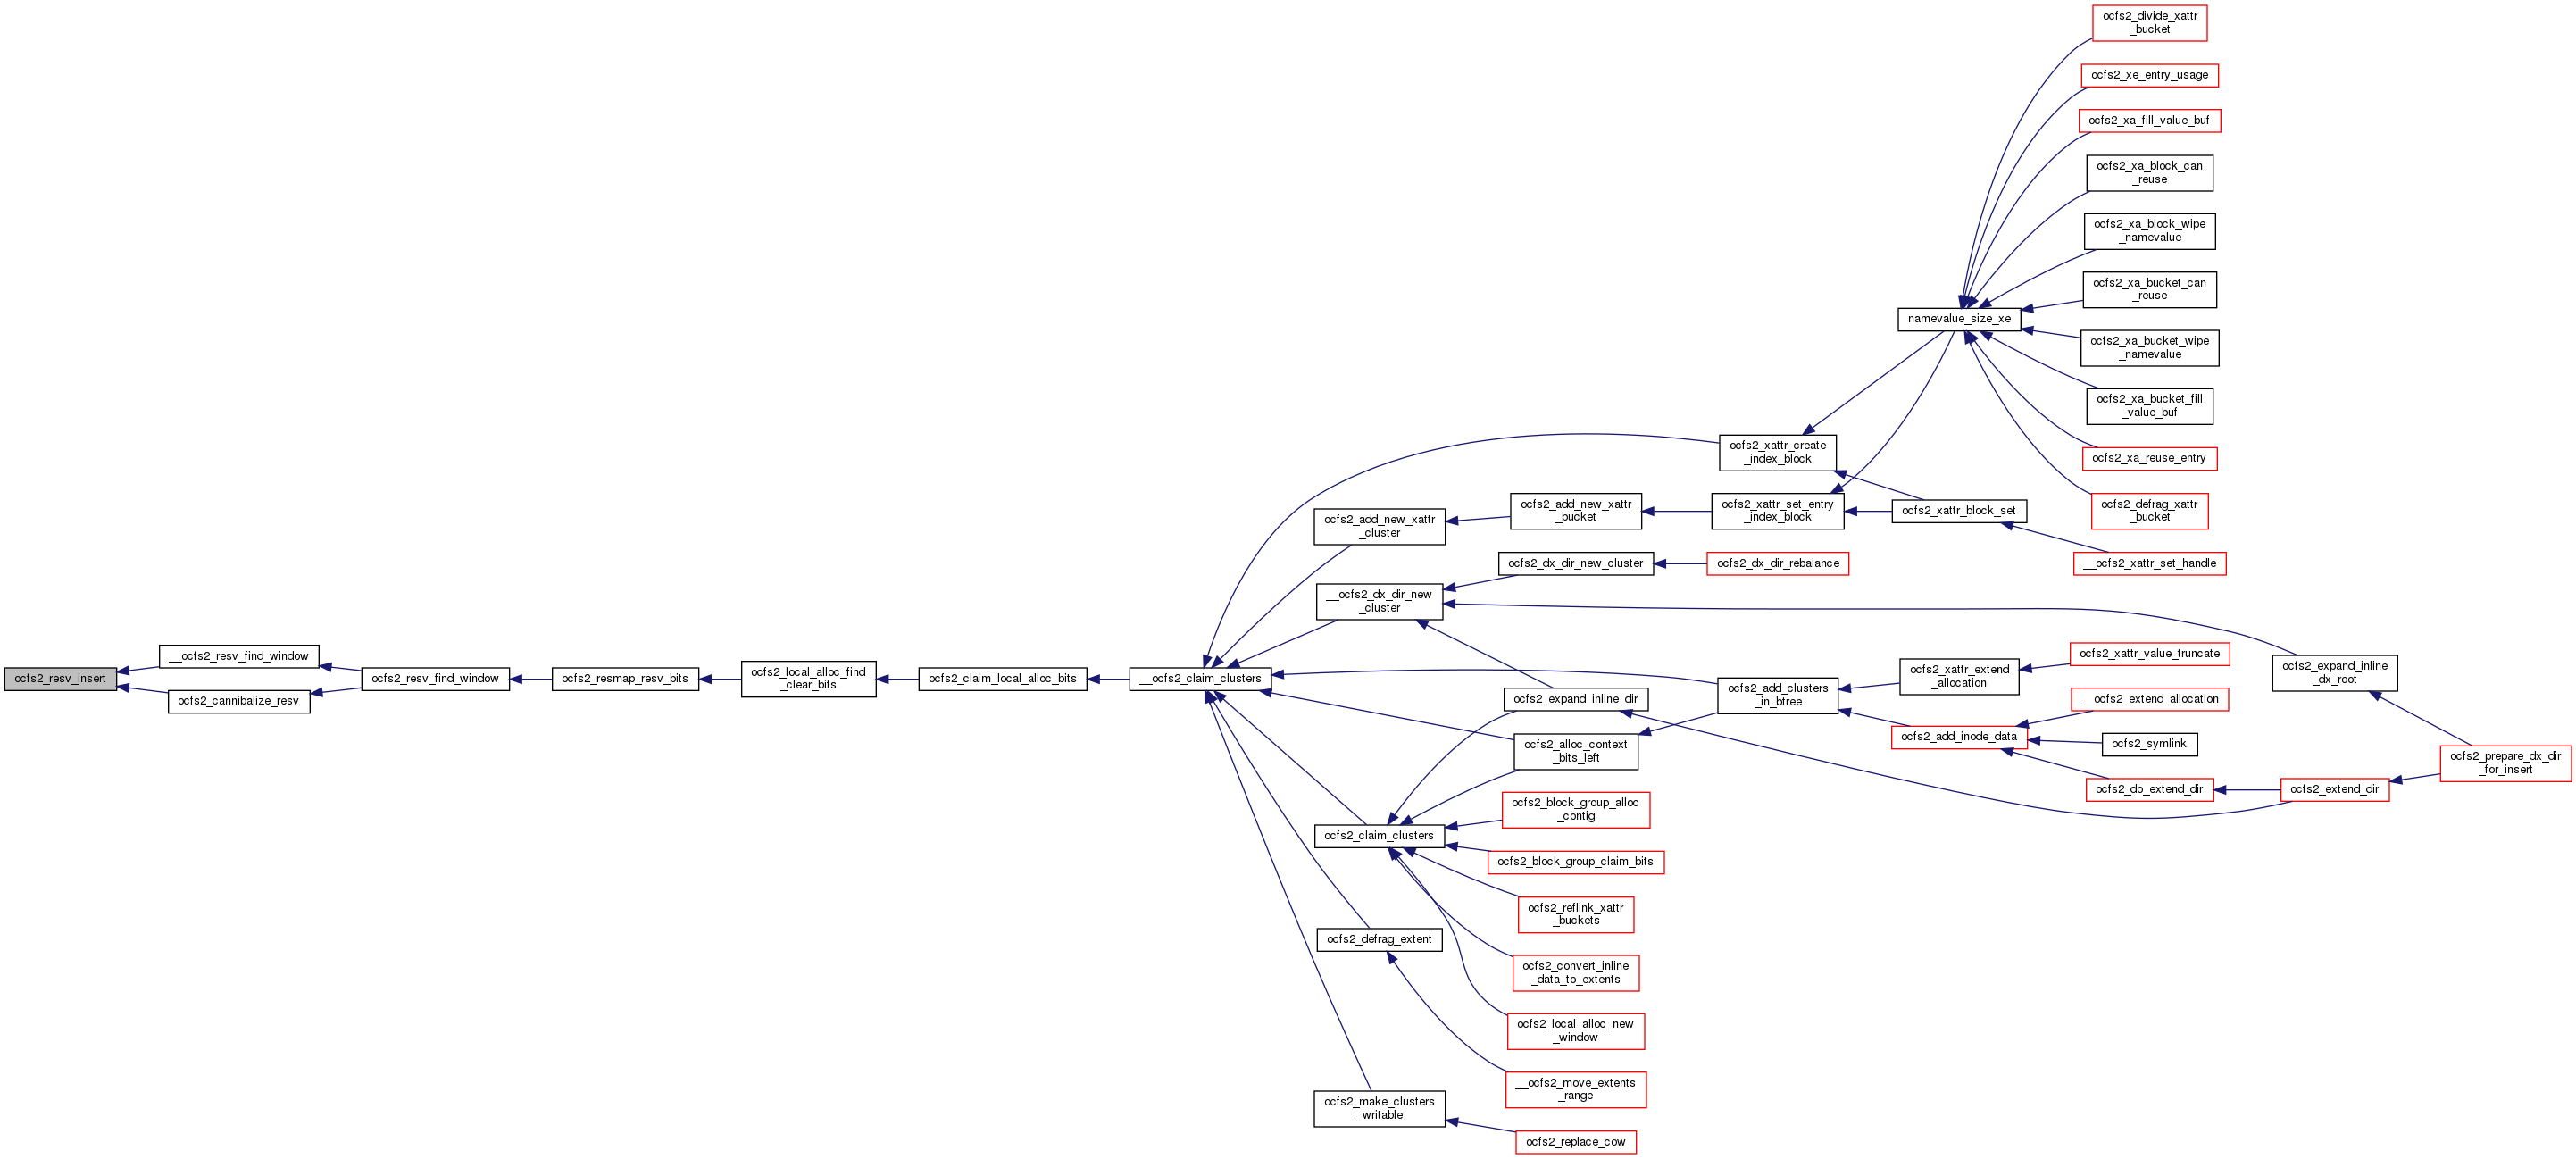 ocfs2_divide_xattr
_bucket
ocfs2_xe_entry_usage
ocfs2_xa_fill_value_buf
ocfs2_xa_block_can
_reuse
ocfs2_xa_block_wipe
_namevalue
ocfs2_xa_bucket_can
_reuse
namevalue_size_xe
ocfs2_xa_bucket_wipe
_namevalue
ocfs2_xa_bucket_fill
_value_buf
ocfs2_xattr_create
_index_block
ocfs2_xa_reuse_entry
ocfs2_add_new_xattr
_cluster
ocfs2_add_new_xattr
_bucket
ocfs2_xattr_set_entry
_index_block
ocfs2_xattr_block_set
ocfs2_defrag_xattr
_bucket
ocfs2_dx_dir_new_cluster
ocfs2_dx_dir_rebalance
__ocfs2_xattr_set_handle
__ocfs2_dx_dir_new
_cluster
ocfs2_resv_insert
__ocfs2_resv_find_window
ocfs2_cannibalize_resv
ocfs2_resv_find_window
ocfs2_resmap_resv_bits
ocfs2_local_alloc_find
_clear_bits
ocfs2_claim_local_alloc_bits
__ocfs2_claim_clusters
ocfs2_expand_inline_dir
ocfs2_add_clusters
_in_btree
ocfs2_xattr_extend
_allocation
ocfs2_xattr_value_truncate
ocfs2_expand_inline
_dx_root
__ocfs2_extend_allocation
ocfs2_alloc_context
_bits_left
ocfs2_add_inode_data
ocfs2_symlink
ocfs2_do_extend_dir
ocfs2_extend_dir
ocfs2_prepare_dx_dir
_for_insert
ocfs2_block_group_alloc
_contig
ocfs2_claim_clusters
ocfs2_block_group_claim_bits
ocfs2_reflink_xattr
_buckets
ocfs2_defrag_extent
ocfs2_convert_inline
_data_to_extents
ocfs2_local_alloc_new
_window
__ocfs2_move_extents
_range
ocfs2_make_clusters
_writable
ocfs2_replace_cow